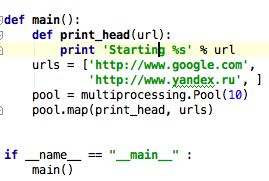 def main():
    def print_head(url):
        print 'Starting %s' % url
    urls = ['http://www.google.com',
            'http://www.yandex.ru', ]
    pool = multiprocessing.Pool(10)
    pool.map(print_head, urls)
if __name__ == "__main__" :
    main()